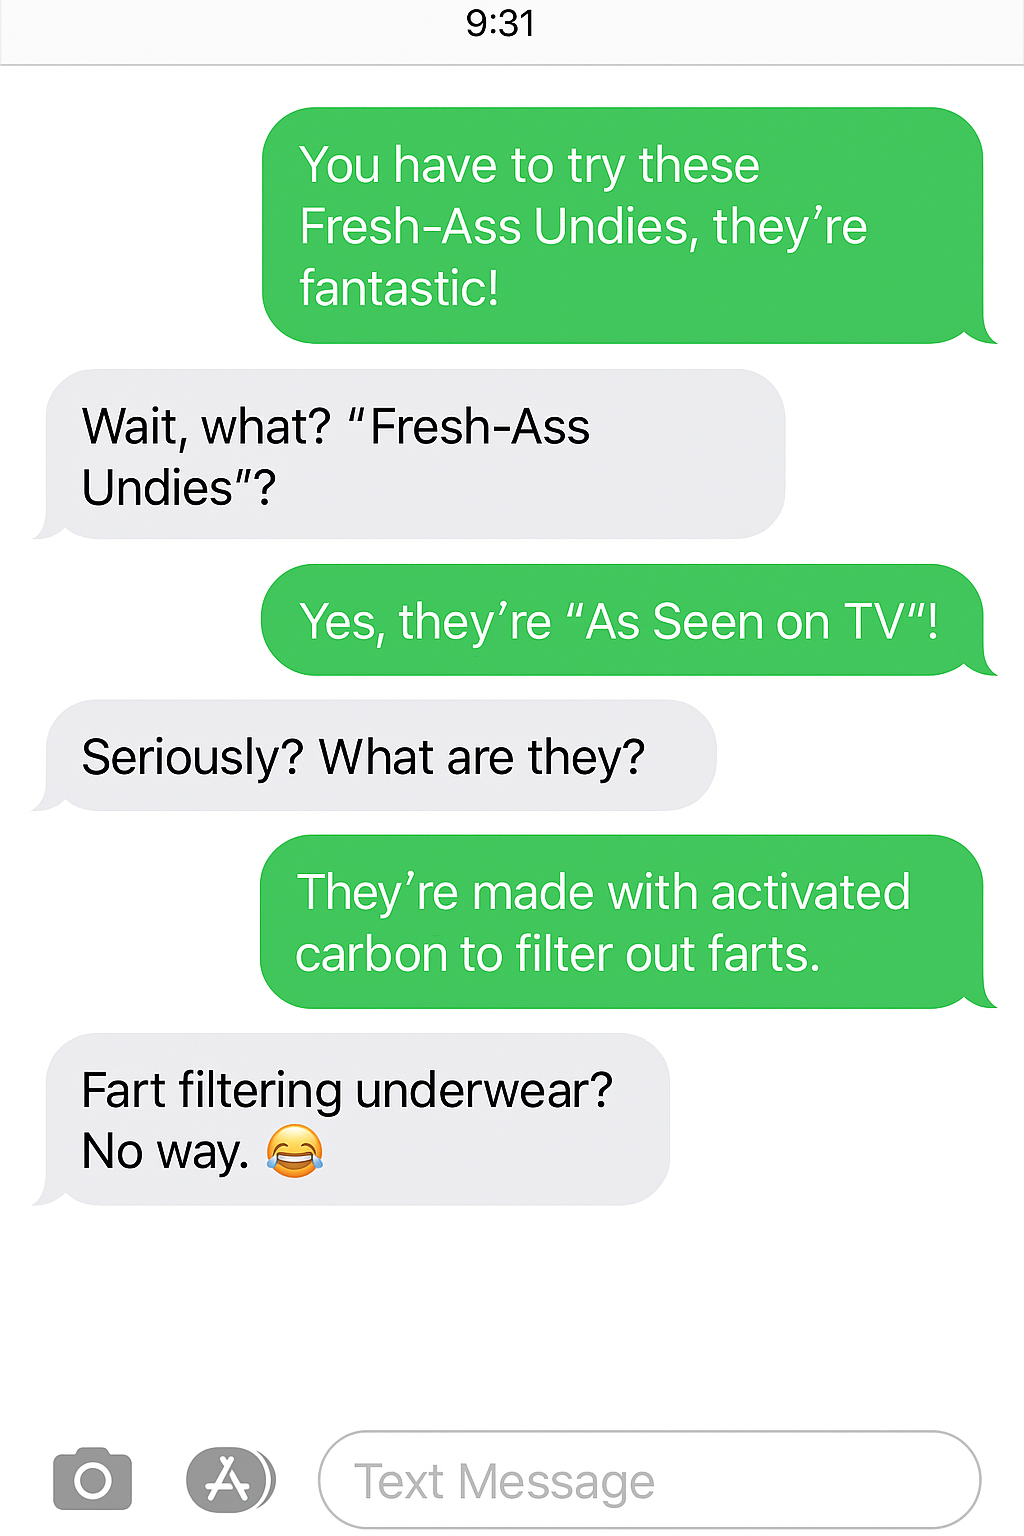 9:31
You have to try these
Fresh-Ass Undies, they’re
fantastic!
Wait, what? “Fresh-Ass
Undies”?
Yes, they’re “As Seen on TV“!
Seriously? What are they?
They’re made with activated
carbon to filter out farts.
Fart filtering underwear?
No way. 😂
Text Message